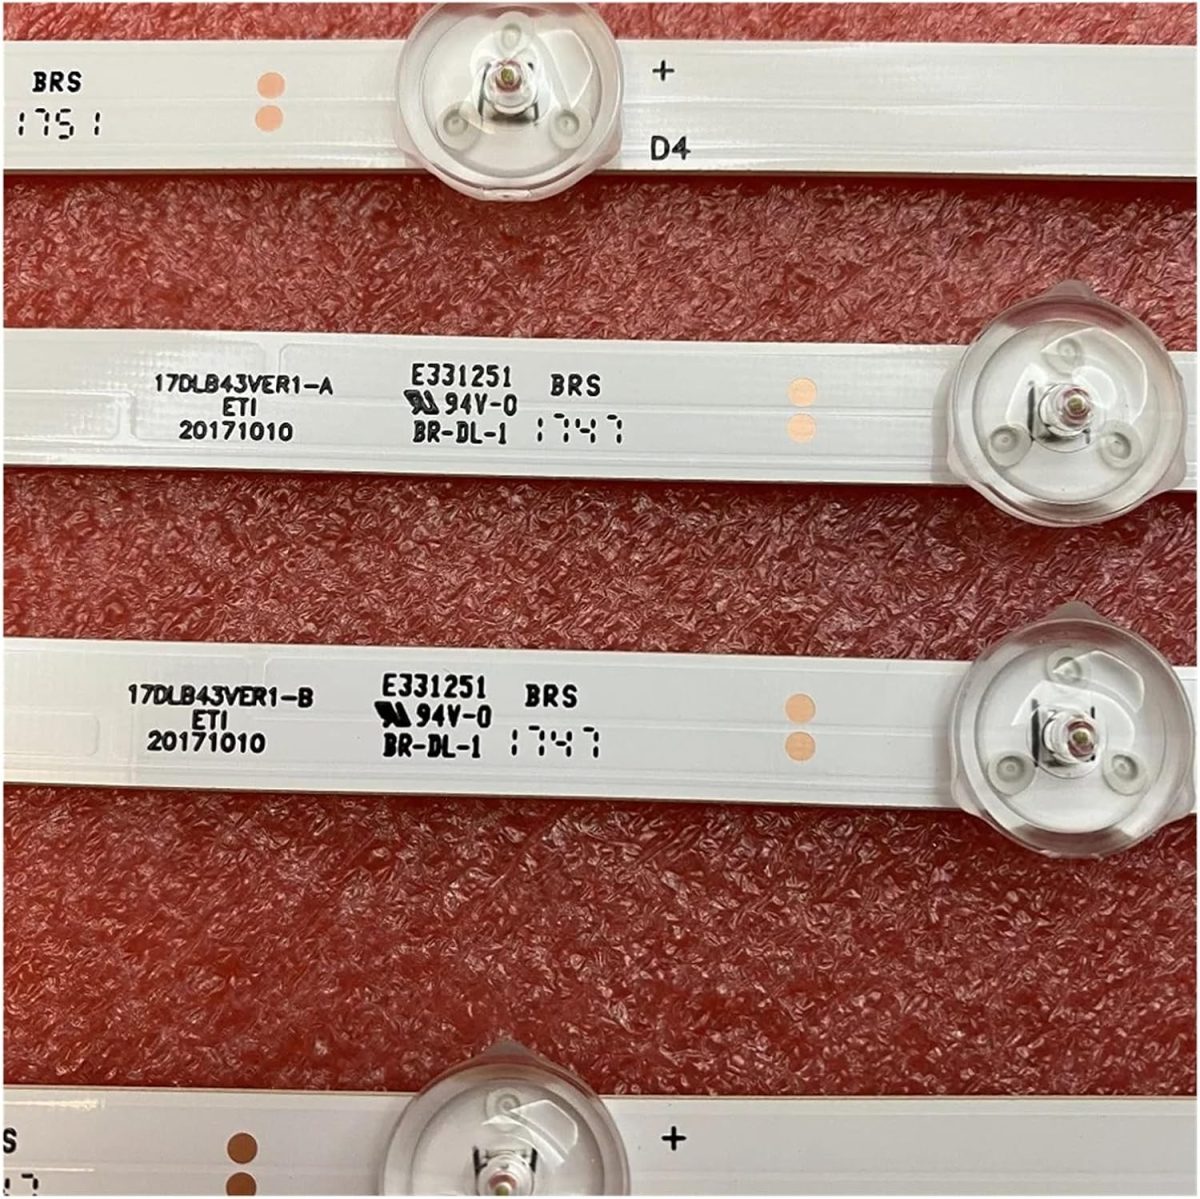 BRS
1751
+
D4
17DLB43VER1-A
ETI
20171010
E331251
94V-0
BR-DL-1
BRS
1747
17DLB43VER1-B
ETI
20171010
E331251
94V-0
BR-DL-1
BRS
1747
S
+